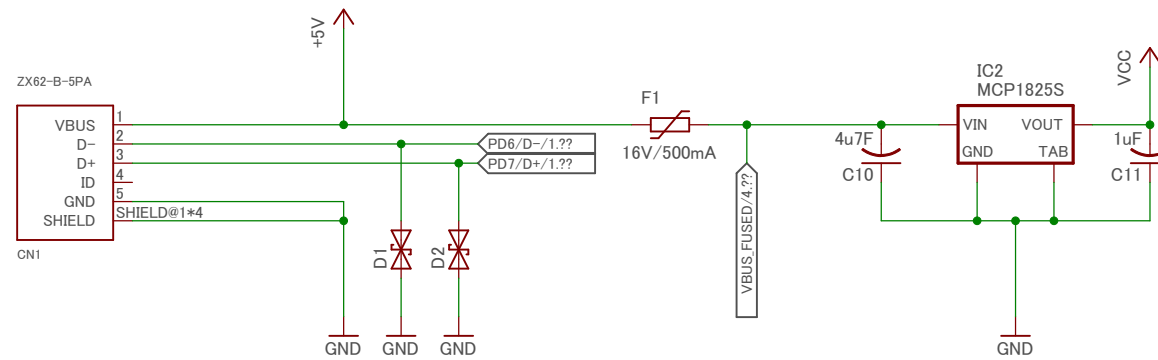 +5V
ZX62-B-5PA
VBUS 1
D- 2
D+ 3
ID 4
GND 5
SHIELD SHIELD@1*4
CN1
PD6/D-/1.??
PD7/D+/1.??
D1
D2
GND
GND
GND
F1
16V/500mA
VBUS_FUSED/4.??
4u7F
C10
IC2
MCP1825S
VIN VOUT
GND TAB
VCC
1uF
C11
GND